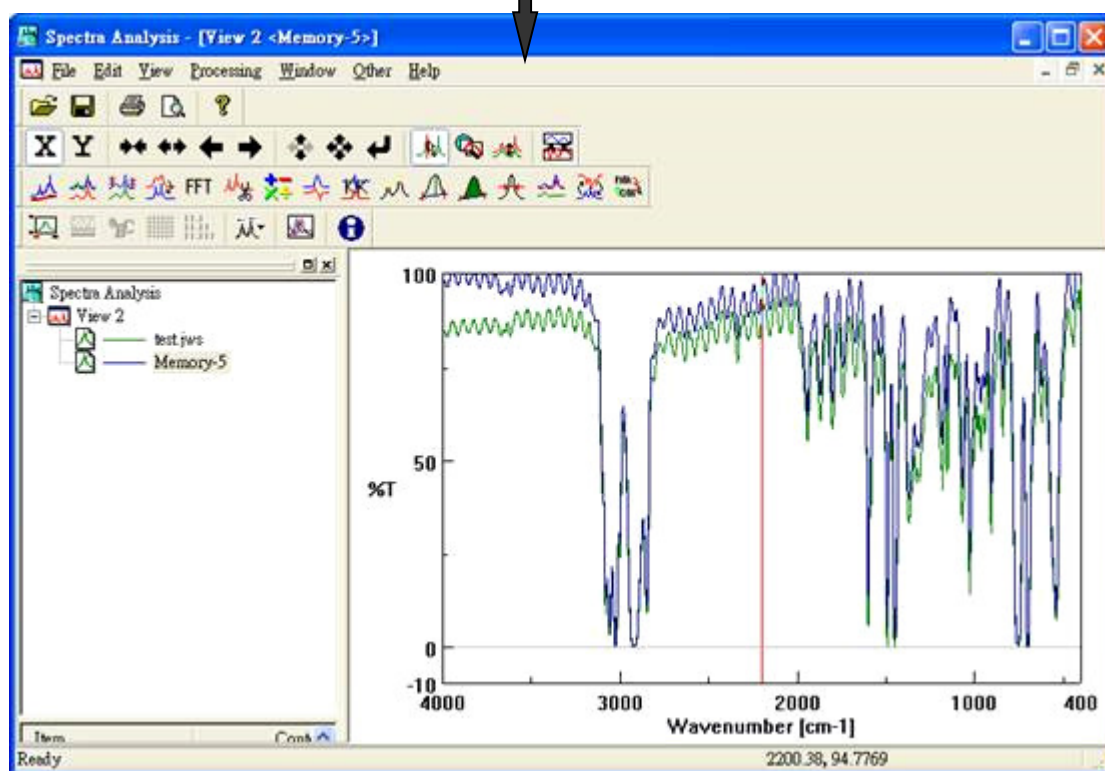 Spectra Analysis - [View 2 <Memory-5>]
File Edit View Processing Window Other Help
X Y
FFT
Spectra Analysis
View 2
test.jws
Memory-5
100
50
%T
0
-10
4000 3000 2000 1000 400
Wavenumber [cm-1]
Item
Ready 2200.38, 94.7769